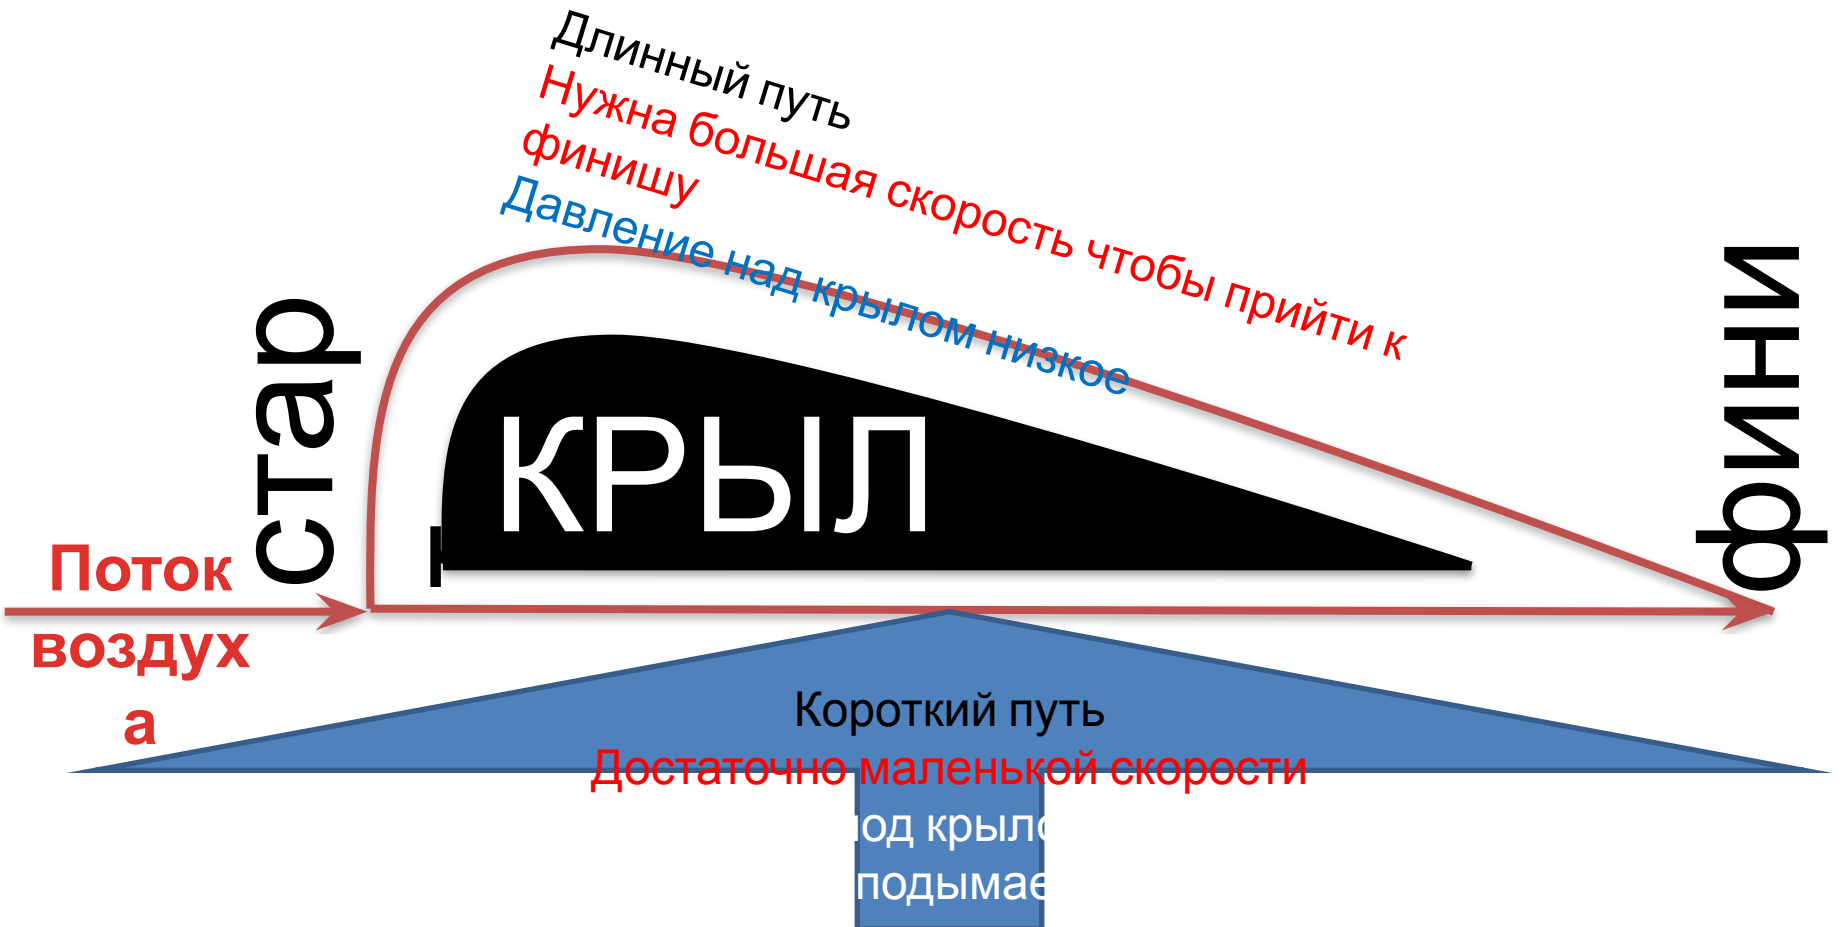 Длинный путь
Нужна большая скорость чтобы прийти к
финишу
Давление над крылом низкое
стар
т
КРЫЛ
фини
Поток
воздух
а
Короткий путь
Достаточно маленькой скорости
од крыло
подымае